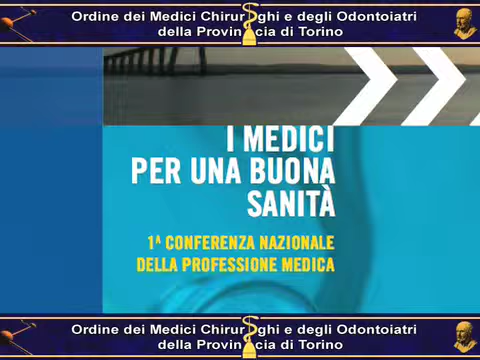 Ordine dei Medici Chirurghi e degli Odontoiatri
della Provincia di Torino
I MEDICI
PER UNA BUONA
SANITÀ
1ª CONFERENZA NAZIONALE
DELLA PROFESSIONE MEDICA
Ordine dei Medici Chirurghi e degli Odontoiatri
della Provincia di Torino